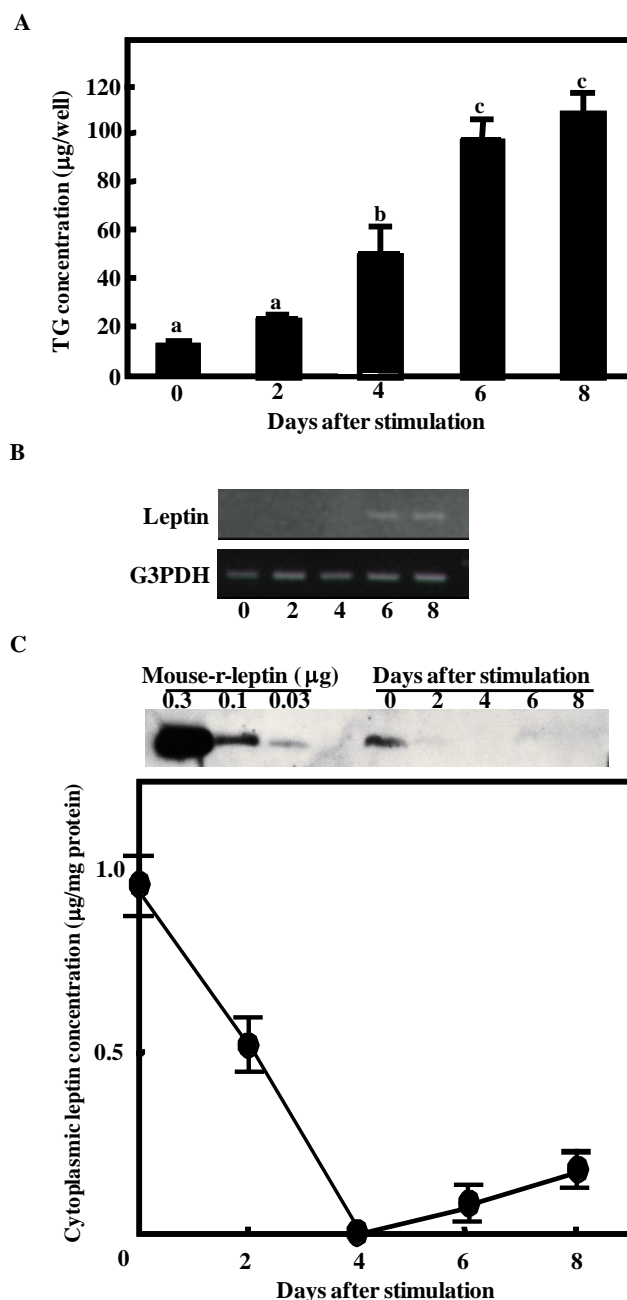 A
TG concentration (μg/well)
120
100
80
60
40
20
0
a
a
b
c
c
0 2 4 6 8
Days after stimulation
B
Leptin
G3PDH
0 2 4 6 8
C
Mouse-r-leptin (μg) Days after stimulation
0.3 0.1 0.03 0 2 4 6 8
Cytoplasmic leptin concentration (μg/mg protein)
1.0
0.5
0 2 4 6 8
Days after stimulation